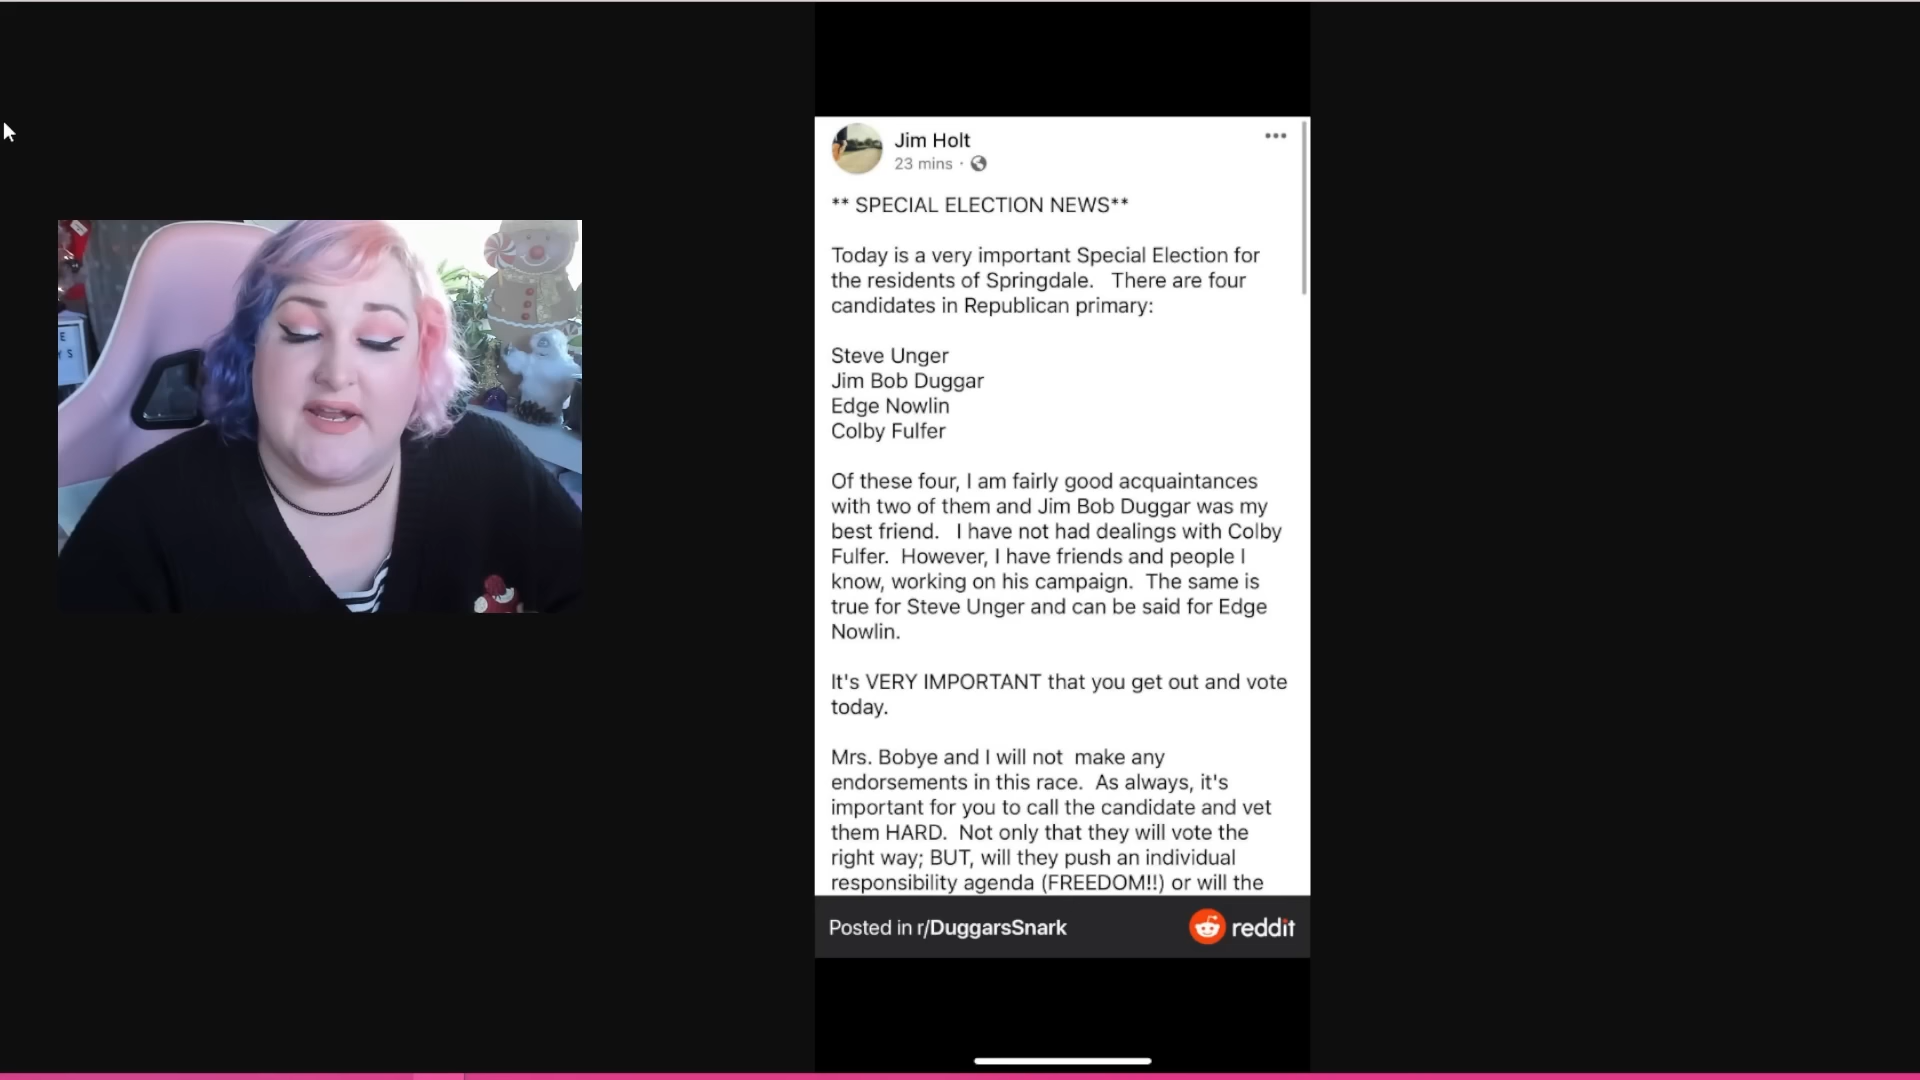 Jim Holt
23 mins ·
** SPECIAL ELECTION NEWS**
Today is a very important Special Election for
the residents of Springdale. There are four
candidates in Republican primary:
Steve Unger
Jim Bob Duggar
Edge Nowlin
Colby Fulfer
Of these four, I am fairly good acquaintances
with two of them and Jim Bob Duggar was my
best friend. I have not had dealings with Colby
Fulfer. However, I have friends and people I
know, working on his campaign. The same is
true for Steve Unger and can be said for Edge
Nowlin.
It's VERY IMPORTANT that you get out and vote
today.
Mrs. Bobye and I will not make any
endorsements in this race. As always, it's
important for you to call the candidate and vet
them HARD. Not only that they will vote the
right way; BUT, will they push an individual
responsibility agenda (FREEDOM!!) or will the
Posted in r/DuggarsSnark
reddit